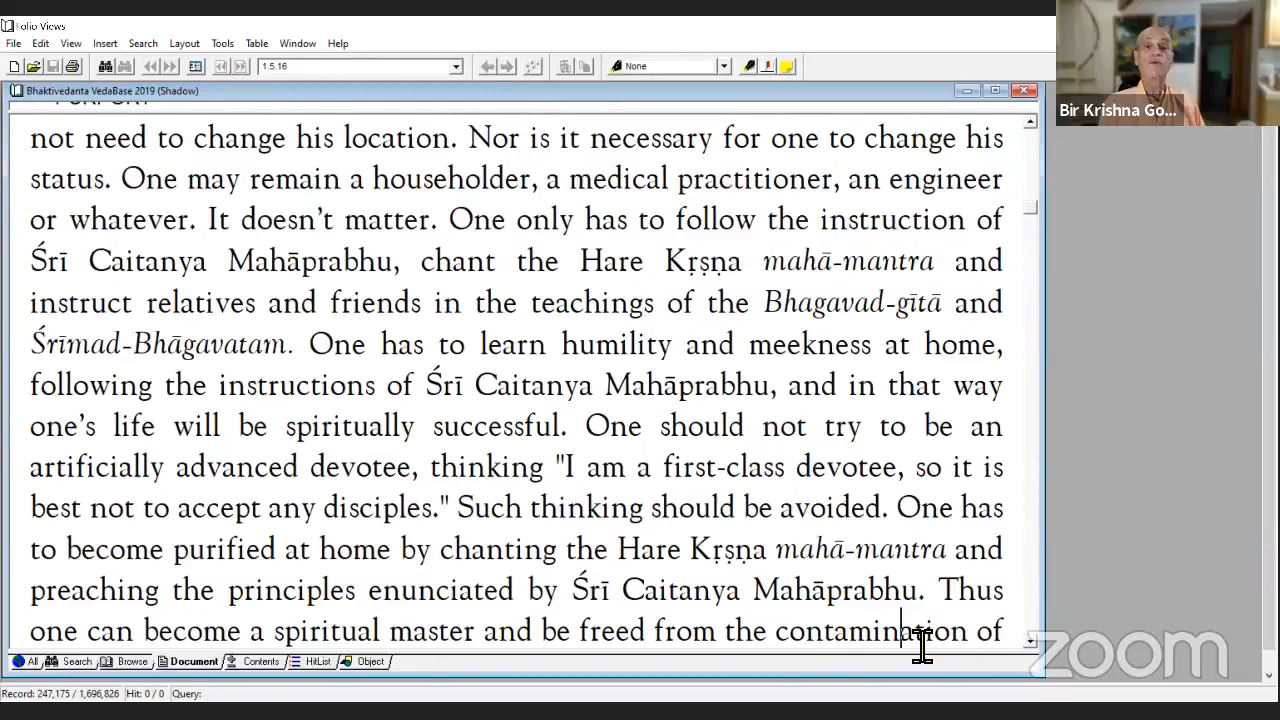 Folio Views
File Edit View Insert Search Layout Tools Table Window Help
1.5.16 None
Bhaktivedanta VedaBase 2019 (Shadow)
Bir Krishna Go...
not need to change his location. Nor is it necessary for one to change his
status. One may remain a householder, a medical practitioner, an engineer
or whatever. It doesn't matter. One only has to follow the instruction of
Śrī Caitanya Mahāprabhu, chant the Hare Kṛṣṇa mahā-mantra and
instruct relatives and friends in the teachings of the Bhagavad-gītā and
Śrīmad-Bhāgavatam. One has to learn humility and meekness at home,
following the instructions of Śrī Caitanya Mahāprabhu, and in that way
one's life will be spiritually successful. One should not try to be an
artificially advanced devotee, thinking "I am a first-class devotee, so it is
best not to accept any disciples." Such thinking should be avoided. One has
to become purified at home by chanting the Hare Kṛṣṇa mahā-mantra and
preaching the principles enunciated by Śrī Caitanya Mahāprabhu. Thus
one can become a spiritual master and be freed from the contamination of
zoom
All Search Browse Document Contents HitList Object
Record: 247,175 / 1,696,826 Hit: 0 / 0 Query: